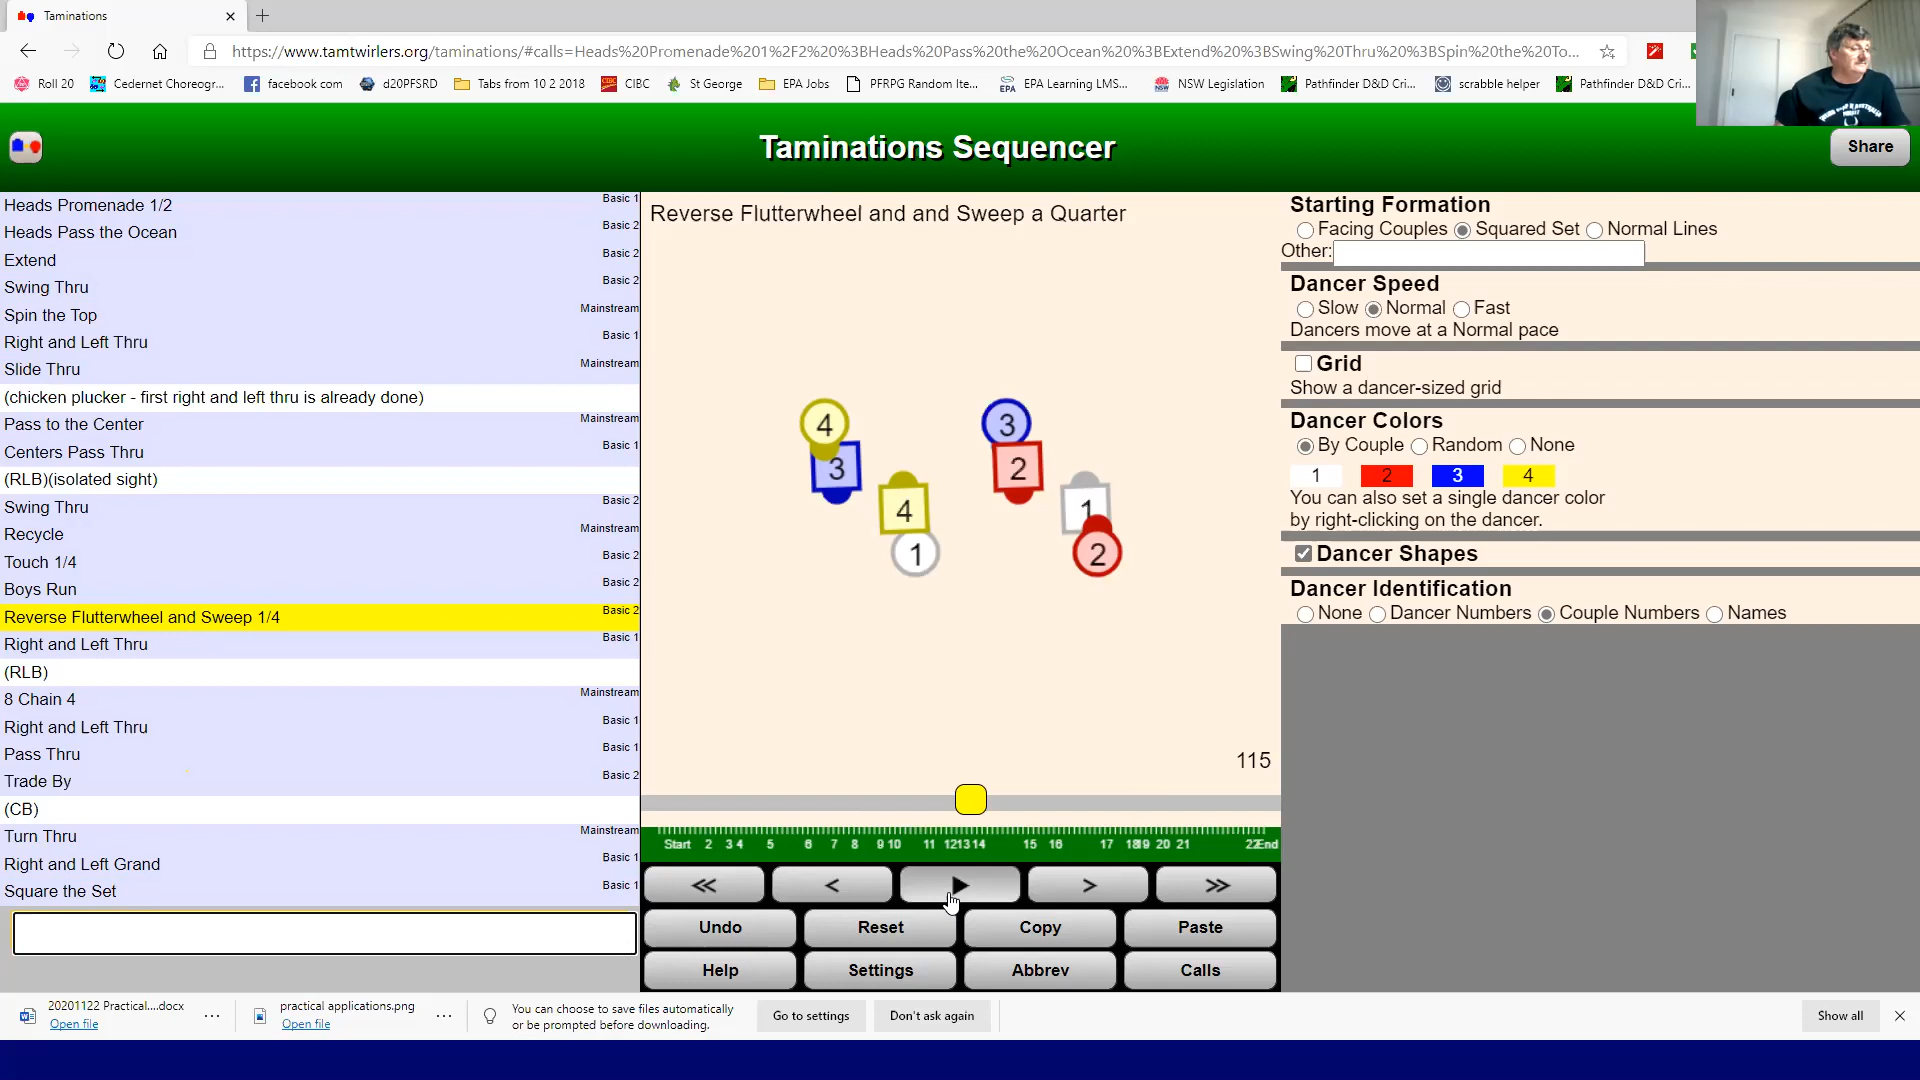 Taminations
https://www.tamtwirlers.org/taminations/#calls=Heads%20Promenade%201%2F2%20%3BHeads%20Pass%20the%20Ocean%20%3BExtend%20%3BSwing%20Thru%20%3BSpin%20the%20To...
Roll 20 Cedernet Choreogr... facebook com d20PFSRD Tabs from 10 2 2018 CIBC St George EPA Jobs PFRPG Random Ite... EPA Learning LMS... NSW Legislation Pathfinder D&D Cri... scrabble helper Pathfinder D&D Cri...
Taminations Sequencer
Share
Heads Promenade 1/2 Basic 1
Heads Pass the Ocean Basic 2
Extend Basic 2
Swing Thru Basic 2
Spin the Top Mainstream
Right and Left Thru Basic 1
Slide Thru Mainstream
(chicken plucker - first right and left thru is already done)
Pass to the Center Mainstream
Centers Pass Thru Basic 1
(RLB)(isolated sight)
Swing Thru Basic 2
Recycle Mainstream
Touch 1/4 Basic 2
Boys Run Basic 2
Reverse Flutterwheel and Sweep 1/4 Basic 2
Right and Left Thru Basic 1
(RLB)
8 Chain 4 Mainstream
Right and Left Thru Basic 1
Pass Thru Basic 1
Trade By Basic 2
(CB)
Turn Thru Mainstream
Right and Left Grand Basic 1
Square the Set Basic 1
Reverse Flutterwheel and and Sweep a Quarter
4 3
3 2
4 1
1 2
115
Start 2 3 4 5 6 7 8 9 10 11 12 13 14 15 16 17 18 19 20 21 22 End
<< < > >>
Undo Reset Copy Paste
Help Settings Abbrev Calls
Starting Formation
Facing Couples Squared Set Normal Lines
Other:
Dancer Speed
Slow Normal Fast
Dancers move at a Normal pace
Grid
Show a dancer-sized grid
Dancer Colors
By Couple Random None
1 2 3 4
You can also set a single dancer color
by right-clicking on the dancer.
Dancer Shapes
Dancer Identification
None Dancer Numbers Couple Numbers Names
20201122 Practical....docx
Open file
practical applications.png
Open file
You can choose to save files automatically
or be prompted before downloading.
Go to settings
Don't ask again
Show all